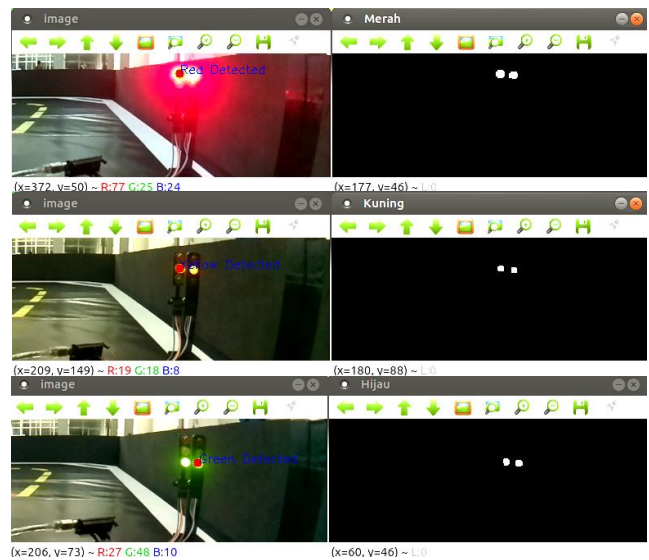 image
Merah
Red Detected
(x=372, y=50) ~ R:77 G:25 B:24
(x=177, y=46) ~ L:0
image
Kuning
Yellow Detected
(x=209, y=149) ~ R:19 G:18 B:8
(x=180, y=88) ~ L:0
image
Hijau
Green Detected
(x=206, y=73) ~ R:27 G:48 B:10
(x=60, y=46) ~ L:0